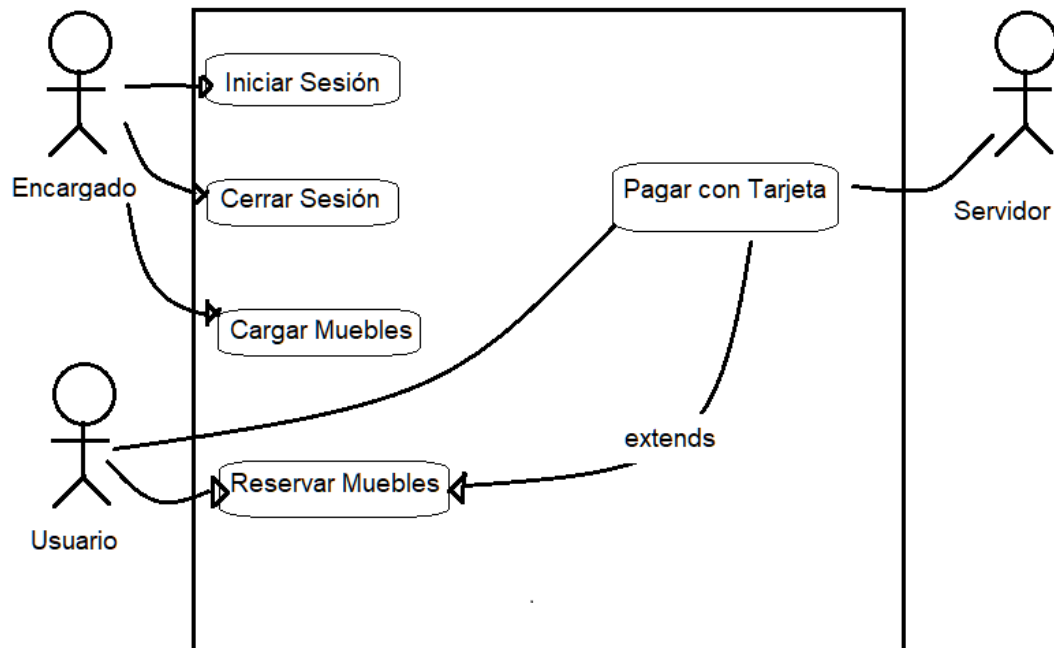 Iniciar Sesión
Encargado
Cerrar Sesión
Pagar con Tarjeta
Servidor
Cargar Muebles
extends
Reservar Muebles
Usuario